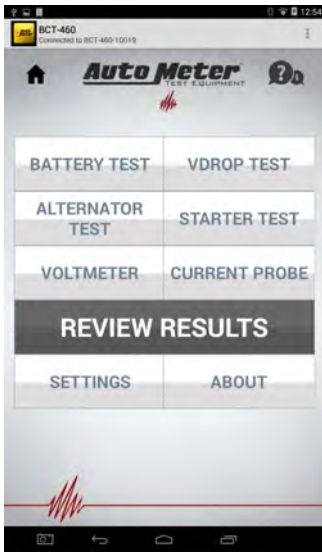 12:54
BCT-460
Connected to BCT-460-10019
Auto Meter
TEST EQUIPMENT
BATTERY TEST
VDROP TEST
ALTERNATOR
TEST
STARTER TEST
VOLTMETER
CURRENT PROBE
REVIEW RESULTS
SETTINGS
ABOUT